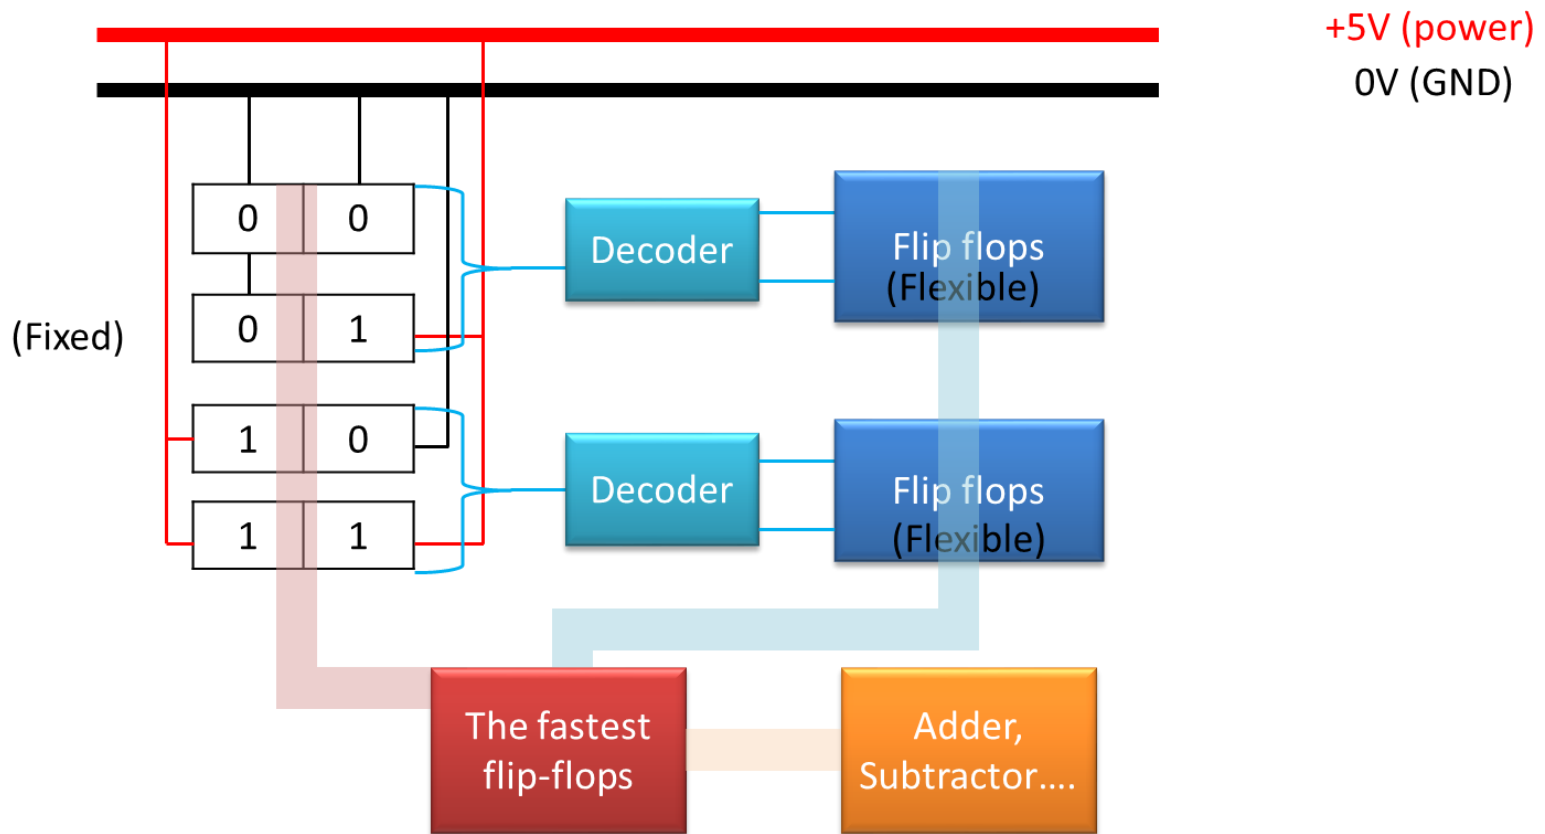 +5V (power)
0V (GND)
0 0
Decoder
Flip flops
(Flexible)
(Fixed)
0 1
1 0
Decoder
Flip flops
(Flexible)
1 1
The fastest
flip-flops
Adder,
Subtractor....